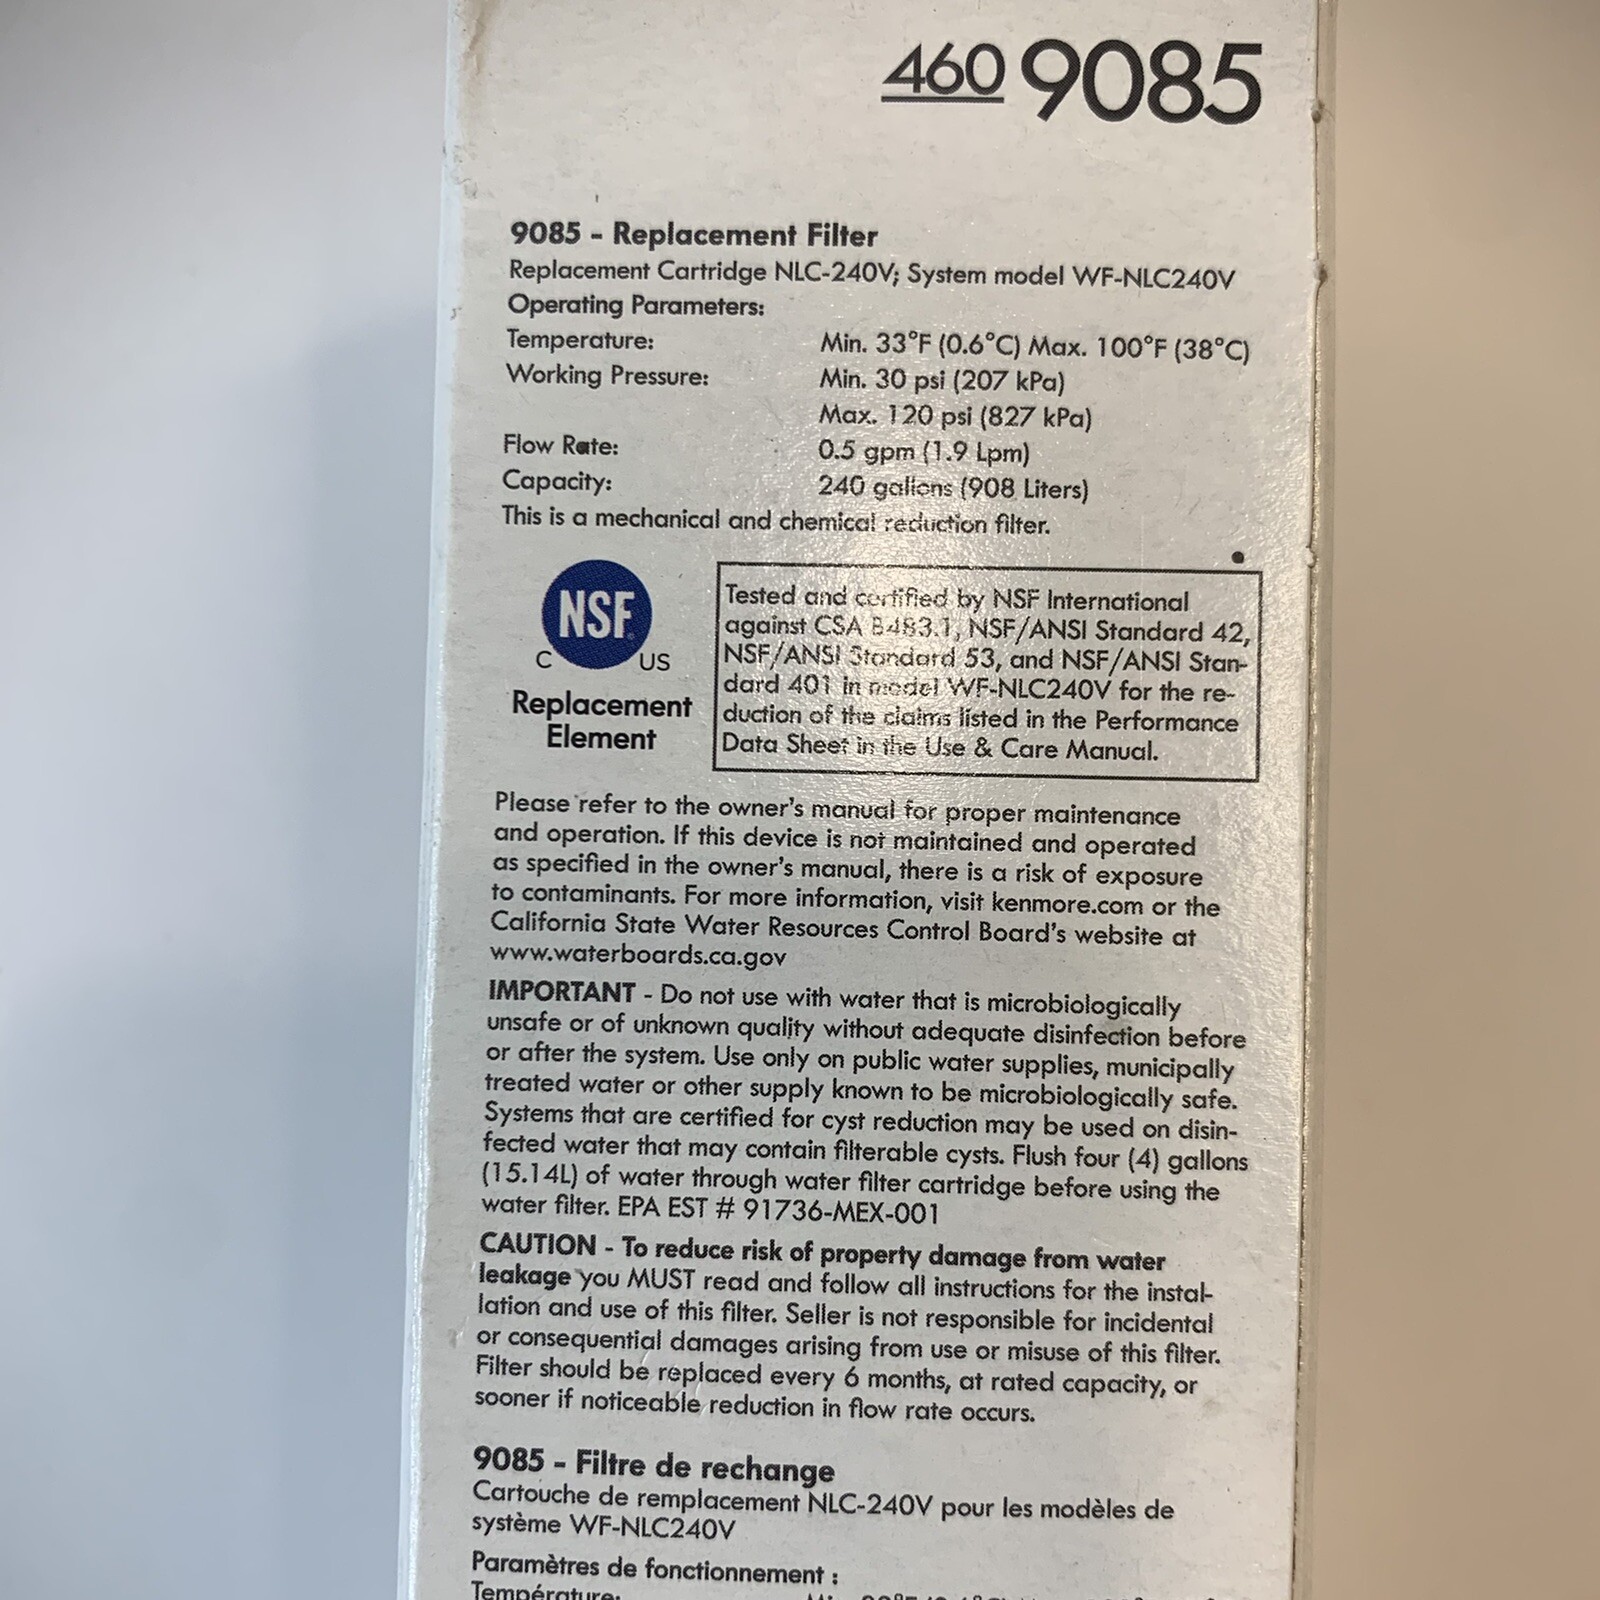 460 9085
9085 - Replacement Filter
Replacement Cartridge NLC-240V; System model WF-NLC240V
Operating Parameters:
Temperature: Min. 33°F (0.6°C) Max. 100°F (38°C)
Working Pressure: Min. 30 psi (207 kPa)
Max. 120 psi (827 kPa)
Flow Rate: 0.5 gpm (1.9 Lpm)
Capacity: 240 gallons (908 Liters)
This is a mechanical and chemical reduction filter.
NSF®
C US
Replacement
Element
Tested and certified by NSF International
against CSA B483.1, NSF/ANSI Standard 42,
NSF/ANSI Standard 53, and NSF/ANSI Stan-
dard 401 in model WF-NLC240V for the re-
duction of the claims listed in the Performance
Data Sheet in the Use & Care Manual.
Please refer to the owner's manual for proper maintenance
and operation. If this device is not maintained and operated
as specified in the owner's manual, there is a risk of exposure
to contaminants. For more information, visit kenmore.com or the
California State Water Resources Control Board's website at
www.waterboards.ca.gov
IMPORTANT - Do not use with water that is microbiologically
unsafe or of unknown quality without adequate disinfection before
or after the system. Use only on public water supplies, municipally
treated water or other supply known to be microbiologically safe.
Systems that are certified for cyst reduction may be used on disin-
fected water that may contain filterable cysts. Flush four (4) gallons
(15.14L) of water through water filter cartridge before using the
water filter. EPA EST # 91736-MEX-001
CAUTION - To reduce risk of property damage from water
leakage you MUST read and follow all instructions for the instal-
lation and use of this filter. Seller is not responsible for incidental
or consequential damages arising from use or misuse of this filter.
Filter should be replaced every 6 months, at rated capacity, or
sooner if noticeable reduction in flow rate occurs.
9085 - Filtre de rechange
Cartouche de remplacement NLC-240V pour les modèles de
système WF-NLC240V
Paramètres de fonctionnement :
Température: